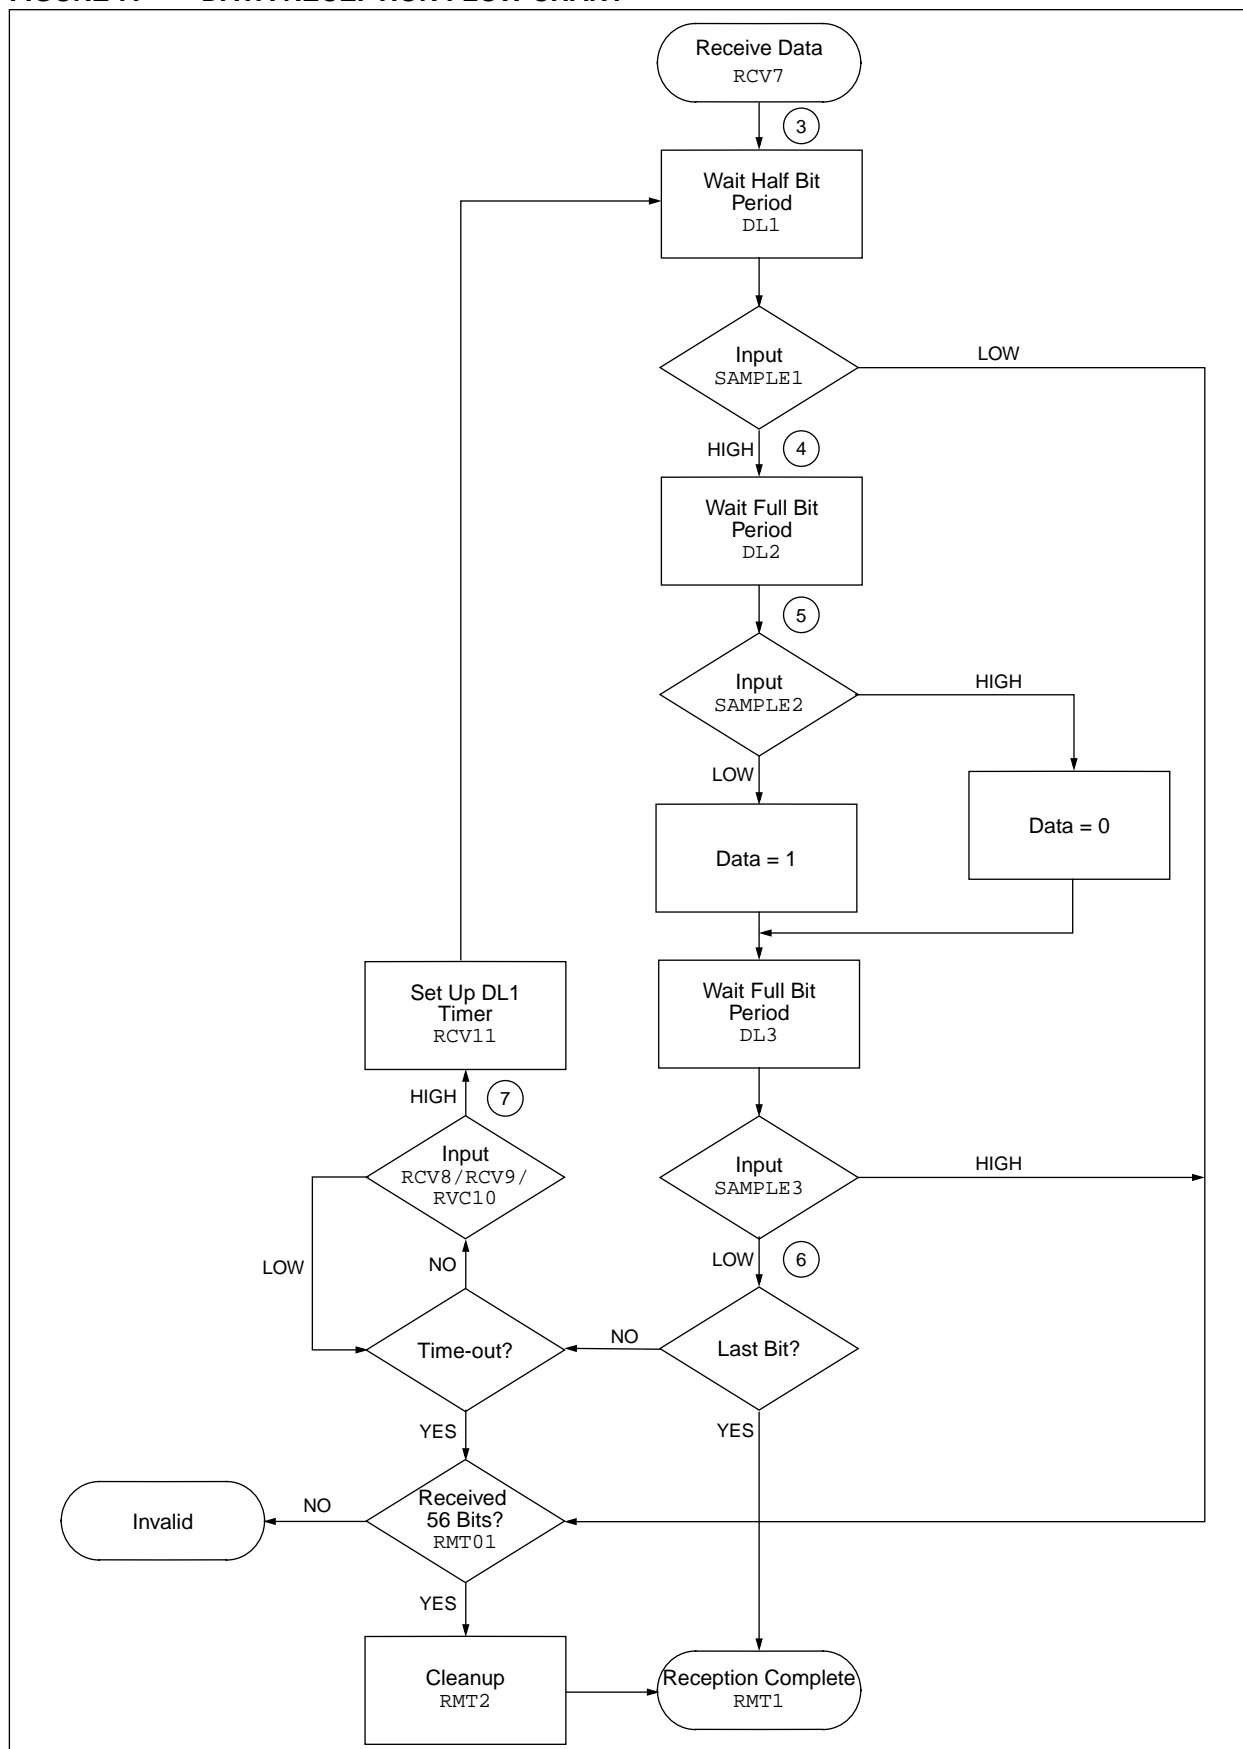 Receive Data
RCV7
3
Wait Half Bit
Period
DL1
Input
SAMPLE1
LOW
HIGH
4
Wait Full Bit
Period
DL2
5
Input
SAMPLE2
HIGH
LOW
Data = 0
Data = 1
Set Up DL1
Timer
RCV11
Wait Full Bit
Period
DL3
HIGH
7
Input
RCV8/RCV9/
RVC10
Input
SAMPLE3
HIGH
LOW
NO
LOW
6
Time-out?
NO
Last Bit?
YES
YES
Invalid
NO
Received
56 Bits?
RMT01
YES
Cleanup
RMT2
Reception Complete
RMT1